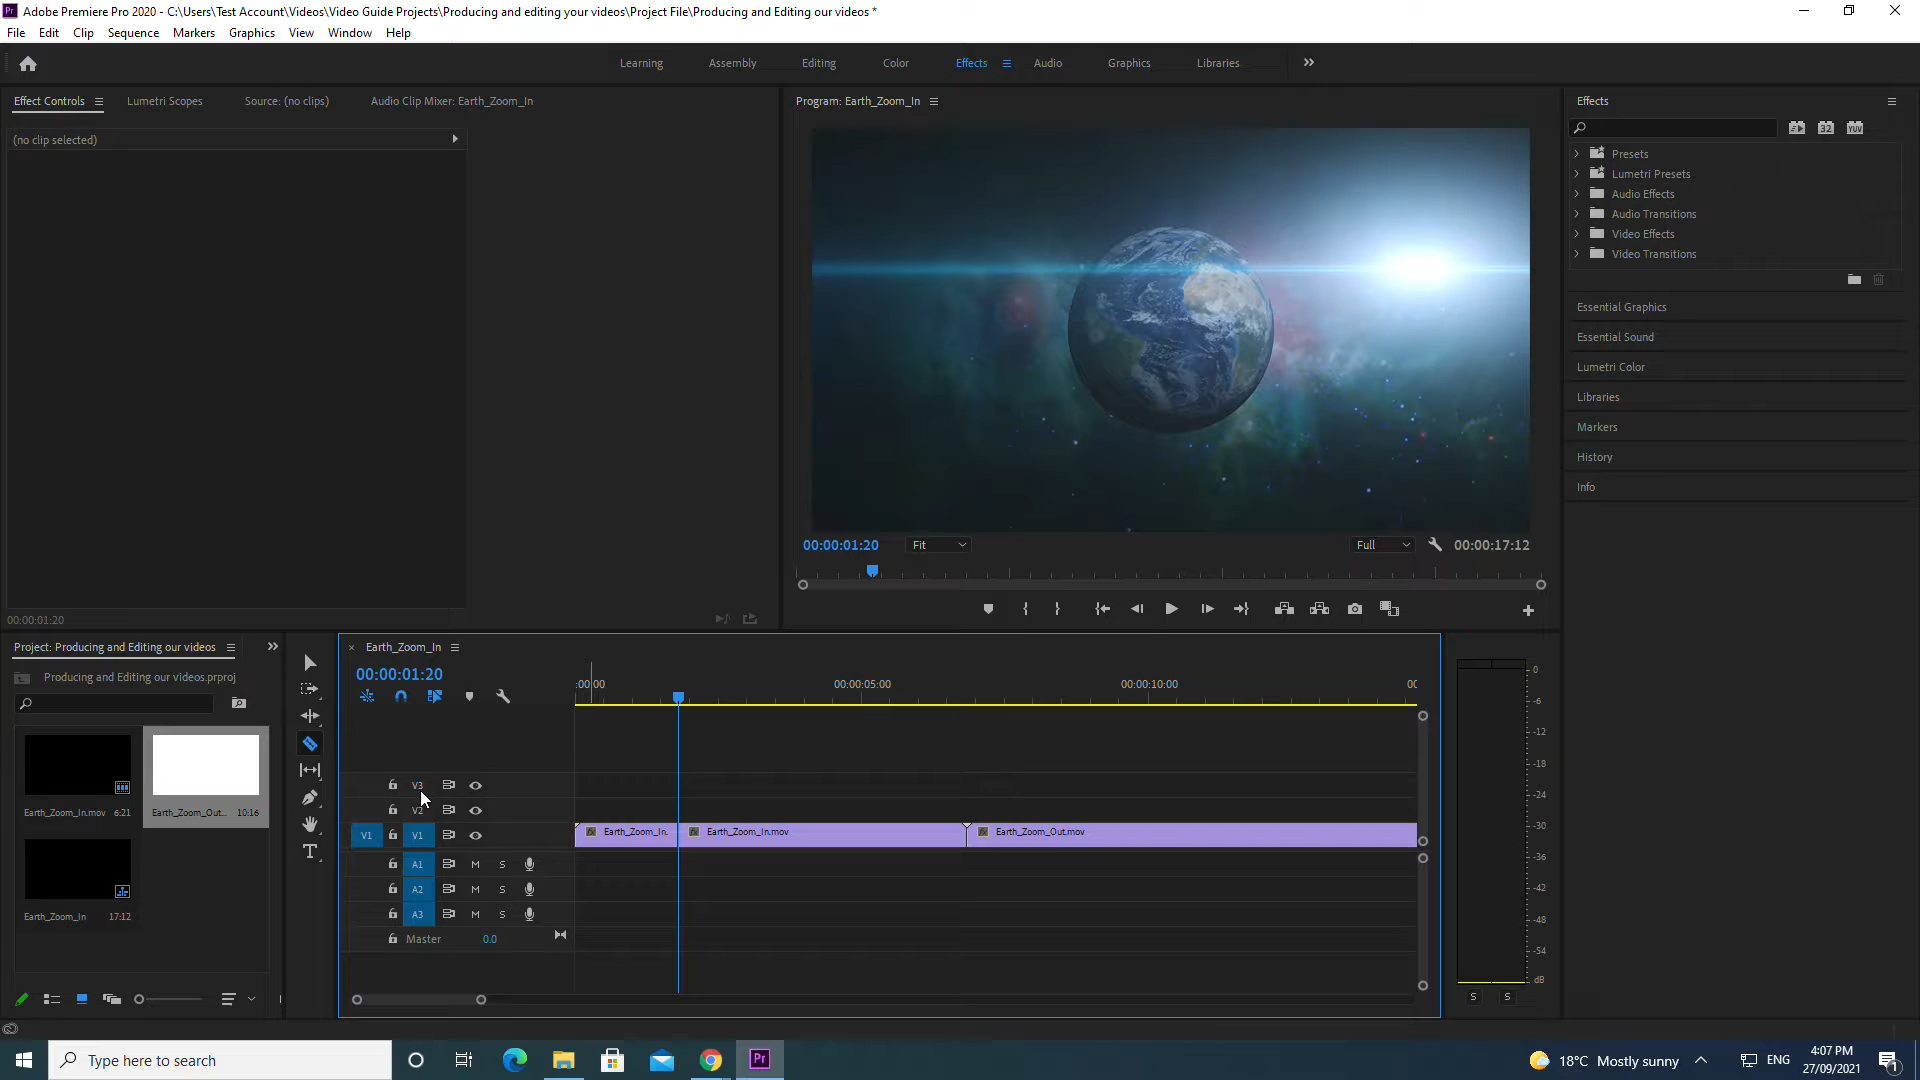 Pr Adobe Premiere Pro 2020 - C:\Users\Test Account\Videos\Video Guide Projects\Producing and editing your videos\Project File\Producing and Editing our videos *
File Edit Clip Sequence Markers Graphics View Window Help
Learning Assembly Editing Color Effects Audio Graphics Libraries
Effect Controls Lumetri Scopes Source: (no clips) Audio Clip Mixer: Earth_Zoom_In
Program: Earth_Zoom_In
Effects
(no clip selected)
32 YUV
Presets
Lumetri Presets
Audio Effects
Audio Transitions
Video Effects
Video Transitions
Essential Graphics
Essential Sound
Lumetri Color
Libraries
Markers
History
Info
00:00:01:20 Fit Full 00:00:17:12
00:00:01:20
Project: Producing and Editing our videos
Producing and Editing our videos.prproj
Earth_Zoom_In.mov 6:21
Earth_Zoom_Out... 10:16
Earth_Zoom_In 17:12
Earth_Zoom_In
00:00:01:20
:00:00 00:00:05:00 00:00:10:00 00
V3
V2
V1 V1 Earth_Zoom_In. Earth_Zoom_In.mov Earth_Zoom_Out.mov
A1 M S
A2 M S
A3 M S
Master 0.0
0
-6
-12
-18
-24
-30
-36
-42
-48
-54
dB
S S
Type here to search
Pr
18°C Mostly sunny
ENG
4:07 PM
27/09/2021
1